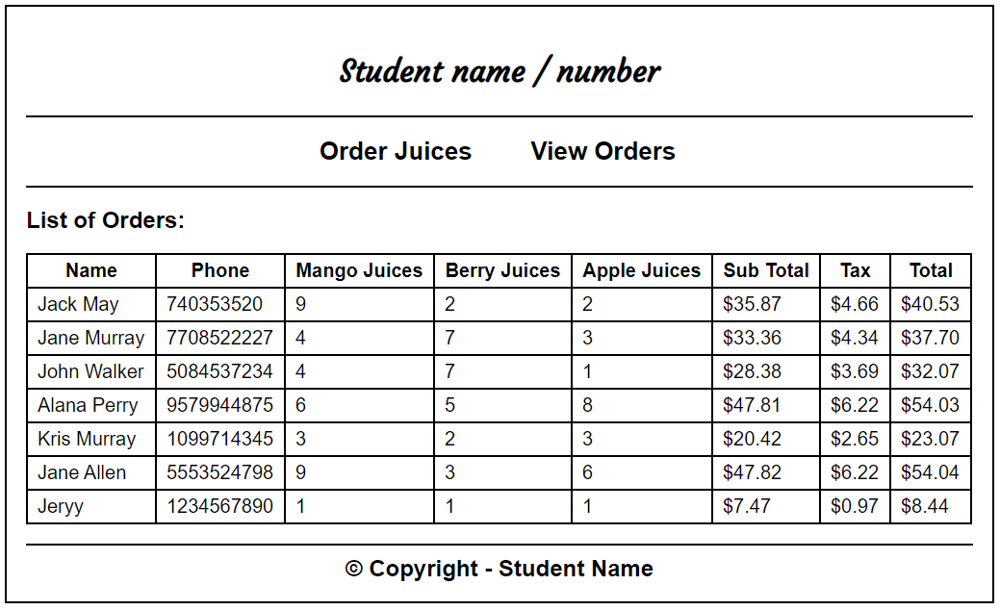 Student name / number
Order Juices View Orders
List of Orders:
Name Phone Mango Juices Berry Juices Apple Juices Sub Total Tax Total
Jack May 740353520 9 2 2 $35.87 $4.66 $40.53
Jane Murray 7708522227 4 7 3 $33.36 $4.34 $37.70
John Walker 5084537234 4 7 1 $28.38 $3.69 $32.07
Alana Perry 9579944875 6 5 8 $47.81 $6.22 $54.03
Kris Murray 1099714345 3 2 3 $20.42 $2.65 $23.07
Jane Allen 5553524798 9 3 6 $47.82 $6.22 $54.04
Jeryy 1234567890 1 1 1 $7.47 $0.97 $8.44
© Copyright - Student Name